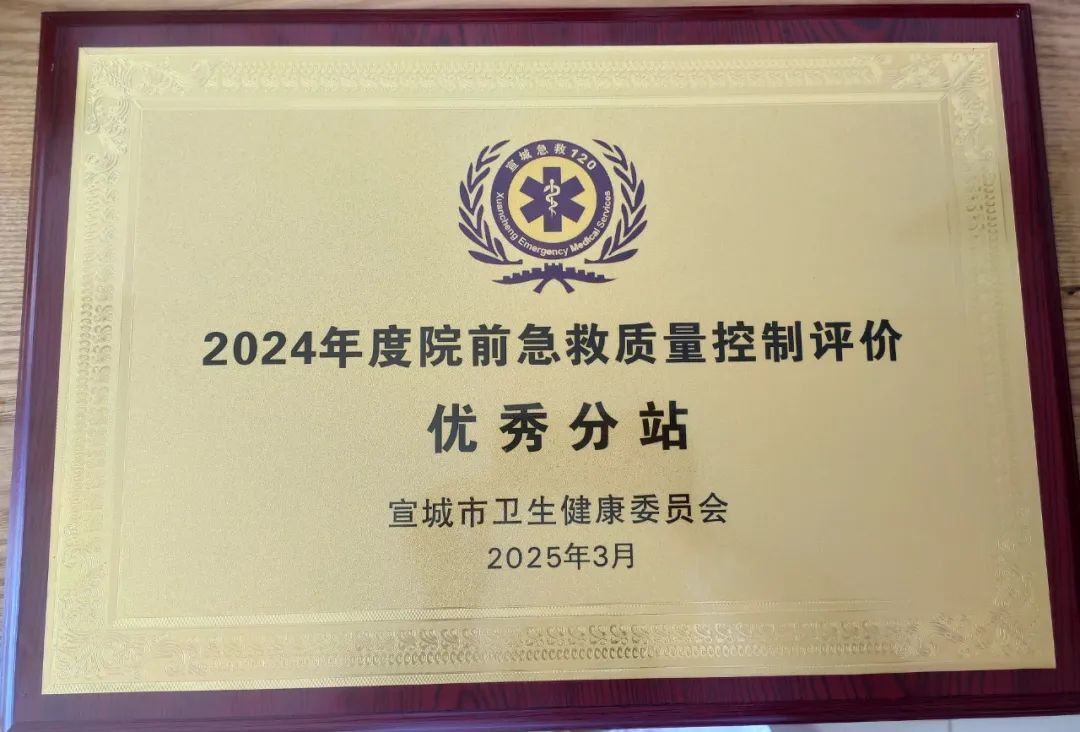 宣城急救120
Xuancheng Emergency Medical Services
2024年度院前急救质量控制评价
优秀分站
宣城市卫生健康委员会
2025年3月